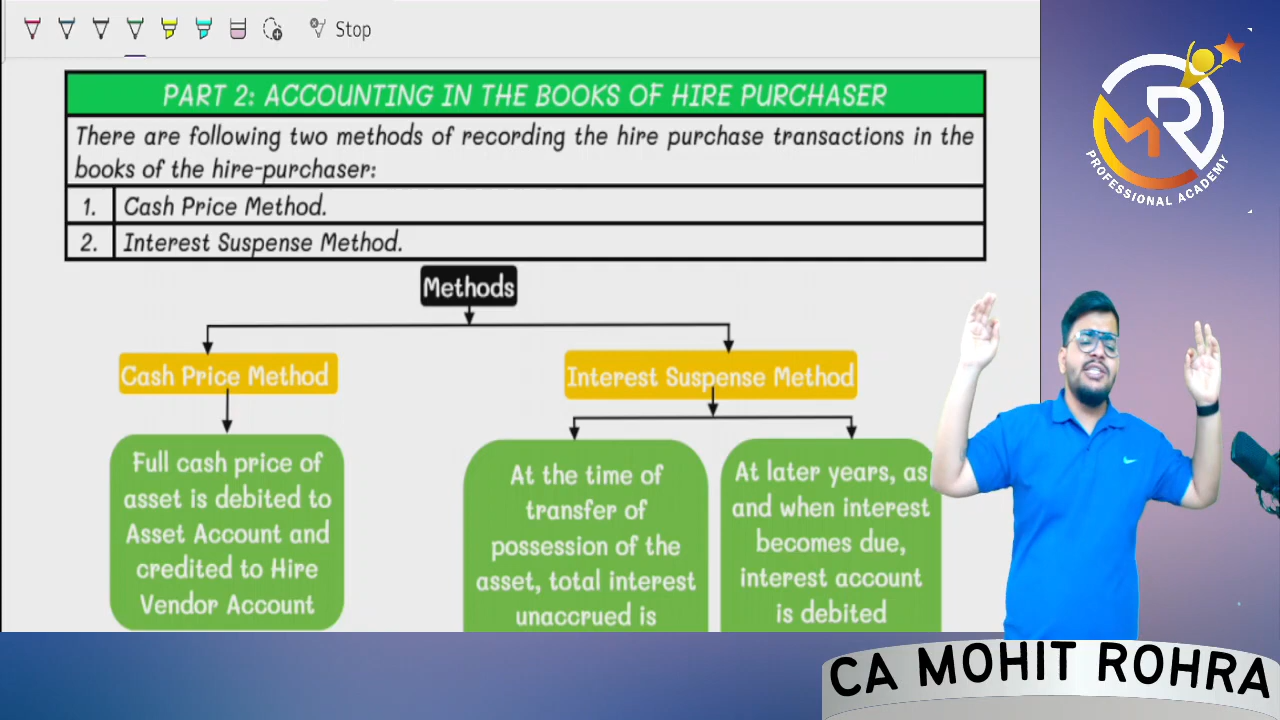 Stop
PART 2: ACCOUNTING IN THE BOOKS OF HIRE PURCHASER
There are following two methods of recording the hire purchase transactions in the
books of the hire-purchaser:
1. Cash Price Method.
2. Interest Suspense Method.
Methods
Cash Price Method
Interest Suspense Method
Full cash price of
asset is debited to
Asset Account and
credited to Hire
Vendor Account
At the time of
transfer of
possession of the
asset, total interest
unaccrued is
At later years, as
and when interest
becomes due,
interest account
is debited
MR
PROFESSIONAL ACADEMY
CA MOHIT ROHRA